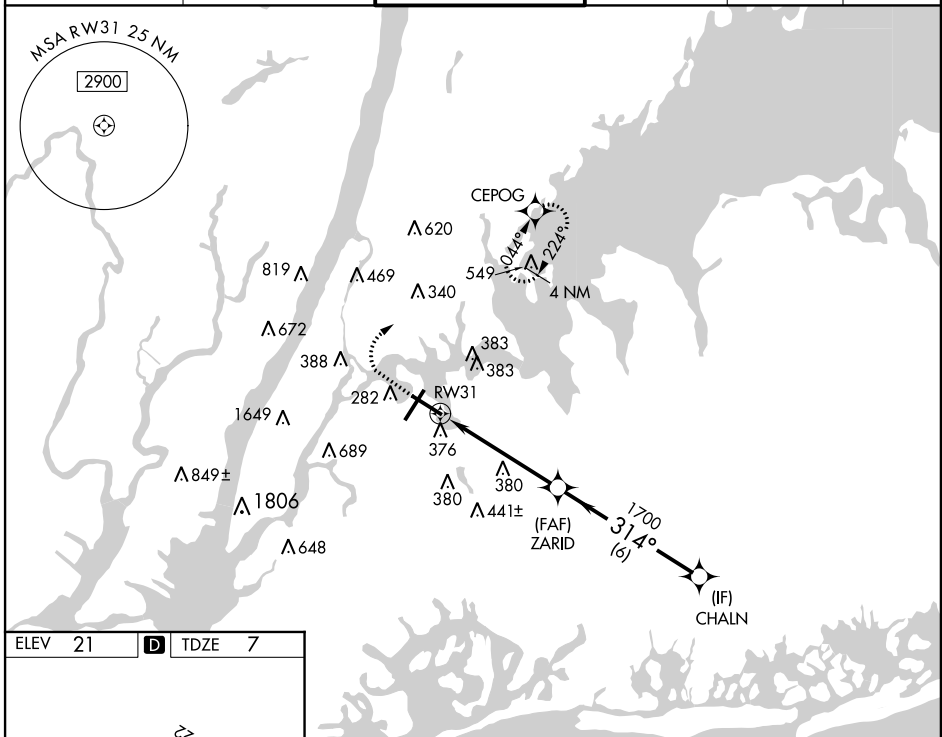 MSA RW31 25 NM
2900
CEPOG
620
044°
224°
819
469
549
4 NM
340
672
388
383
383
282
RW31
1649
376
689
849±
380
380
1806
441±
(FAF)
ZARID
1700
314°
(6)
648
(IF)
CHALN
ELEV 21 D TDZE 7
22